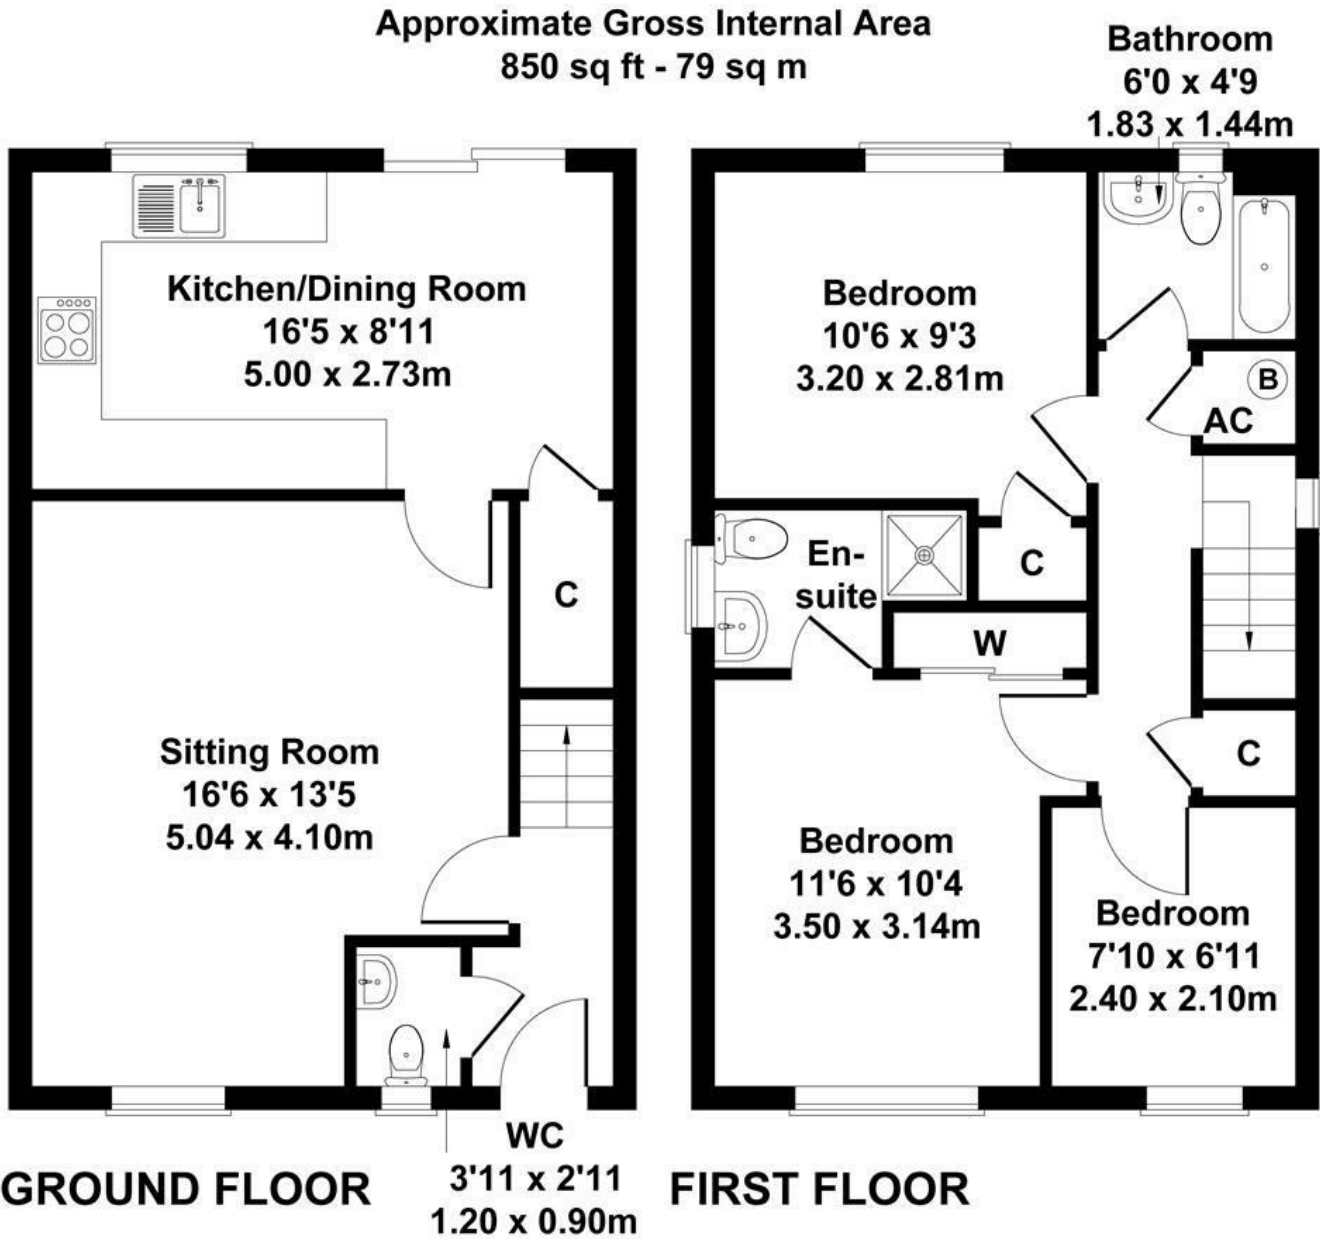 Approximate Gross Internal Area
850 sq ft - 79 sq m
Kitchen/Dining Room
16'5 x 8'11
5.00 x 2.73m
C
Sitting Room
16'6 x 13'5
5.04 x 4.10m
WC
3'11 x 2'11
1.20 x 0.90m
GROUND FLOOR
Bathroom
6'0 x 4'9
1.83 x 1.44m
Bedroom
10'6 x 9'3
3.20 x 2.81m
B
AC
En-
suite
C
W
C
Bedroom
11'6 x 10'4
3.50 x 3.14m
Bedroom
7'10 x 6'11
2.40 x 2.10m
FIRST FLOOR